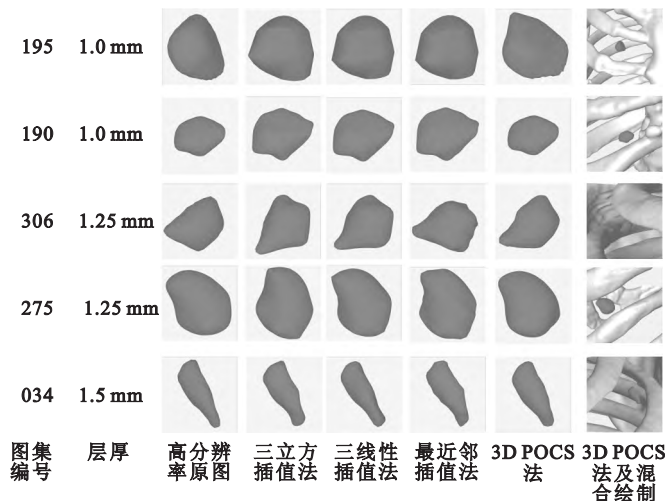 195 1.0 mm
190 1.0 mm
306 1.25 mm
275 1.25 mm
034 1.5 mm
图集 层厚 高分辨 三立方 三线性 最近邻 3D POCS 3D POCS
编号 率原图 插值法 插值法 插值法 法 法及混
合绘制